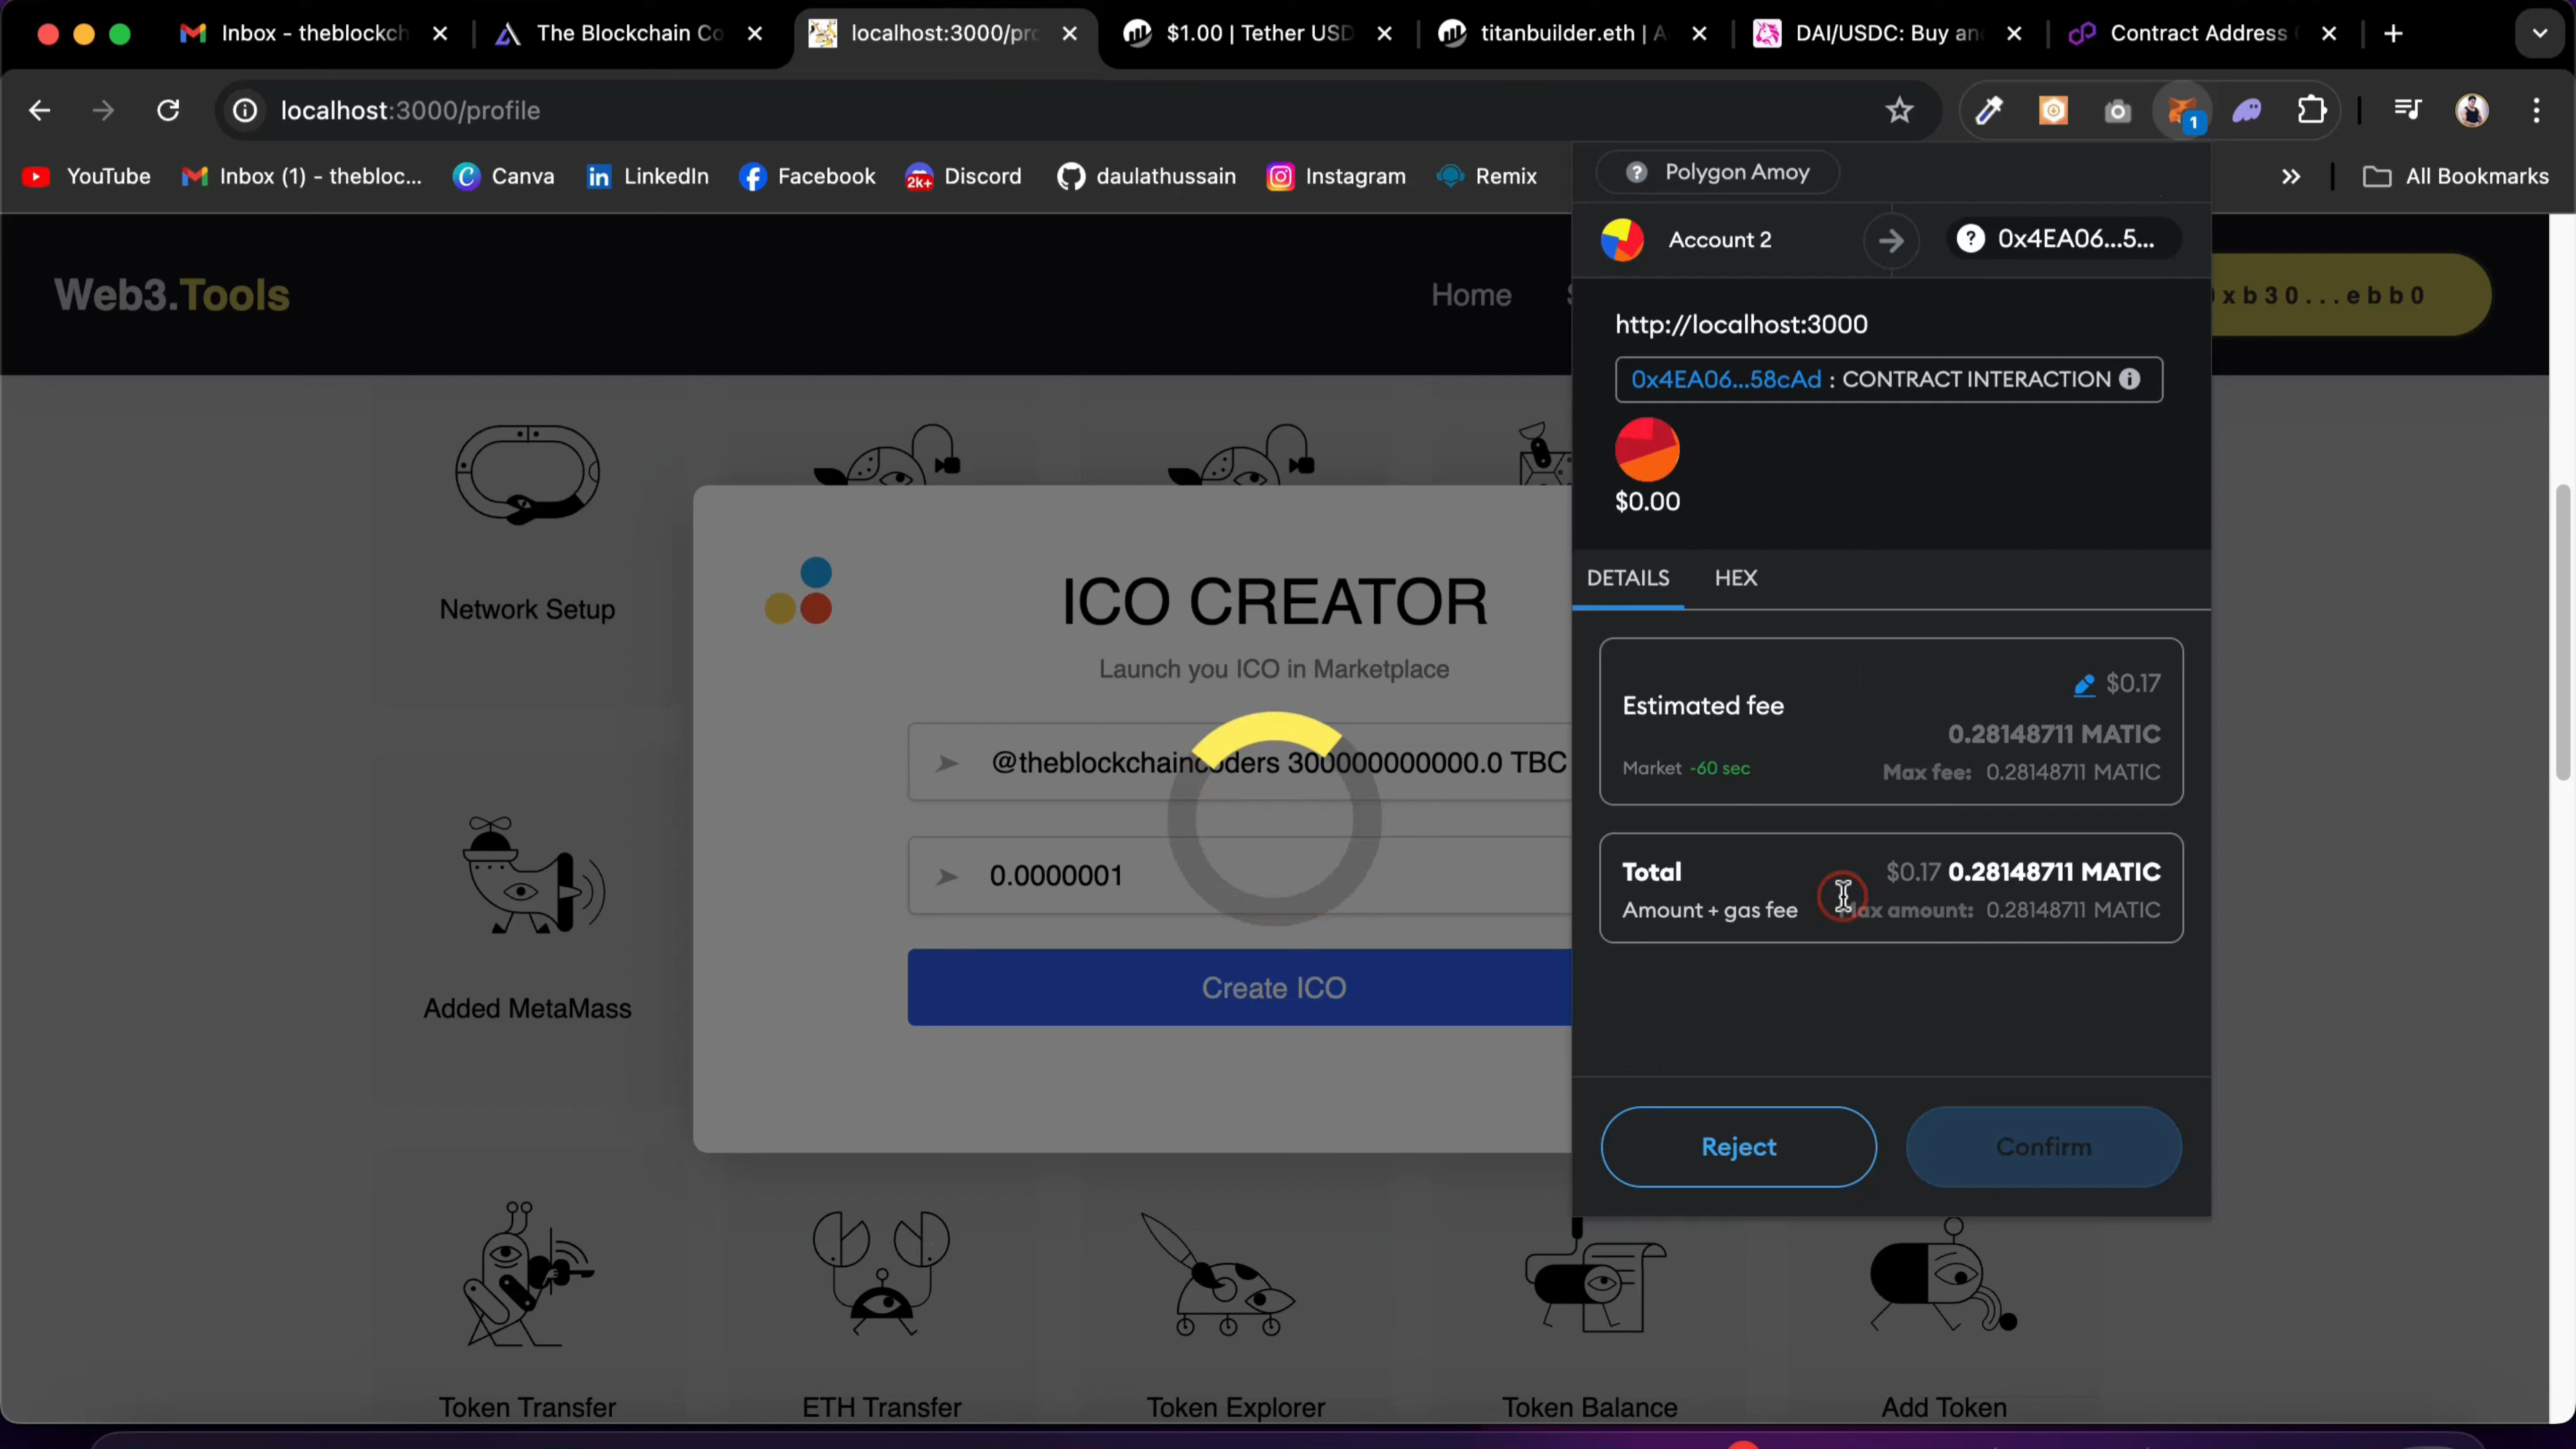 Inbox - theblockch
The Blockchain Co
localhost:3000/pro
$1.00 | Tether USD
titanbuilder.eth | A
DAI/USDC: Buy and
Contract Address
localhost:3000/profile
1
YouTube
Inbox (1) - thebloc...
Canva
LinkedIn
Facebook
2k+
Discord
daulathussain
Instagram
Remix
All Bookmarks
Web3.Tools
Home
xb30...ebb0
Polygon Amoy
Account 2
0x4EA06...5...
http://localhost:3000
0x4EA06...58cAd : CONTRACT INTERACTION
$0.00
DETAILS
HEX
Estimated fee
$0.17
0.28148711 MATIC
Market -60 sec
Max fee: 0.28148711 MATIC
Total
$0.17 0.28148711 MATIC
Amount + gas fee
Max amount: 0.28148711 MATIC
Reject
Confirm
ICO CREATOR
Launch you ICO in Marketplace
@theblockchaincoders 300000000000.0 TBC
0.0000001
Create ICO
Network Setup
Added MetaMass
Token Transfer
ETH Transfer
Token Explorer
Token Balance
Add Token